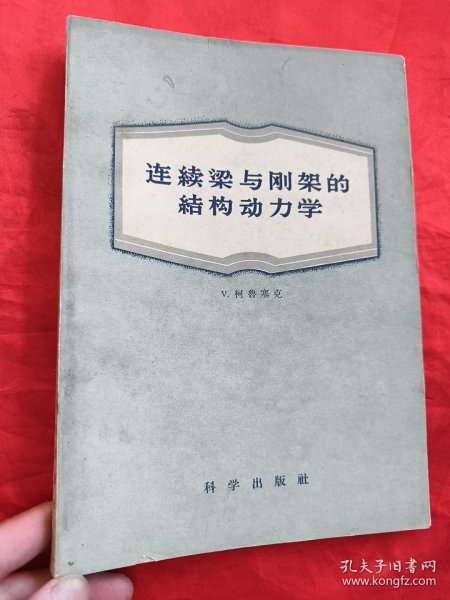 连續梁与刚架的
結构动力学
V. 柯鲁塞克
科学出版社
孔夫子旧书网
www.kongfz.com